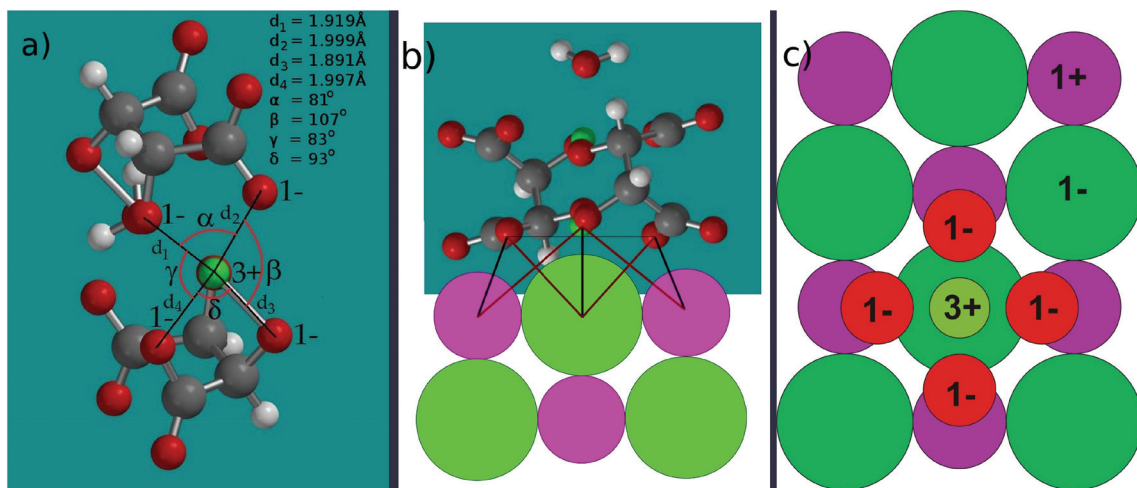 a)
d₁ = 1.919Å
d₂ = 1.999Å
d₃ = 1.891Å
d₄ = 1.997Å
α = 81°
β = 107°
γ = 83°
δ = 93°
1-
1- α d₂
d₁
γ 3+ β
d₄ δ d₃
1- 1-
b)
c)
1+
1-
1-
1- 3+ 1-
1-